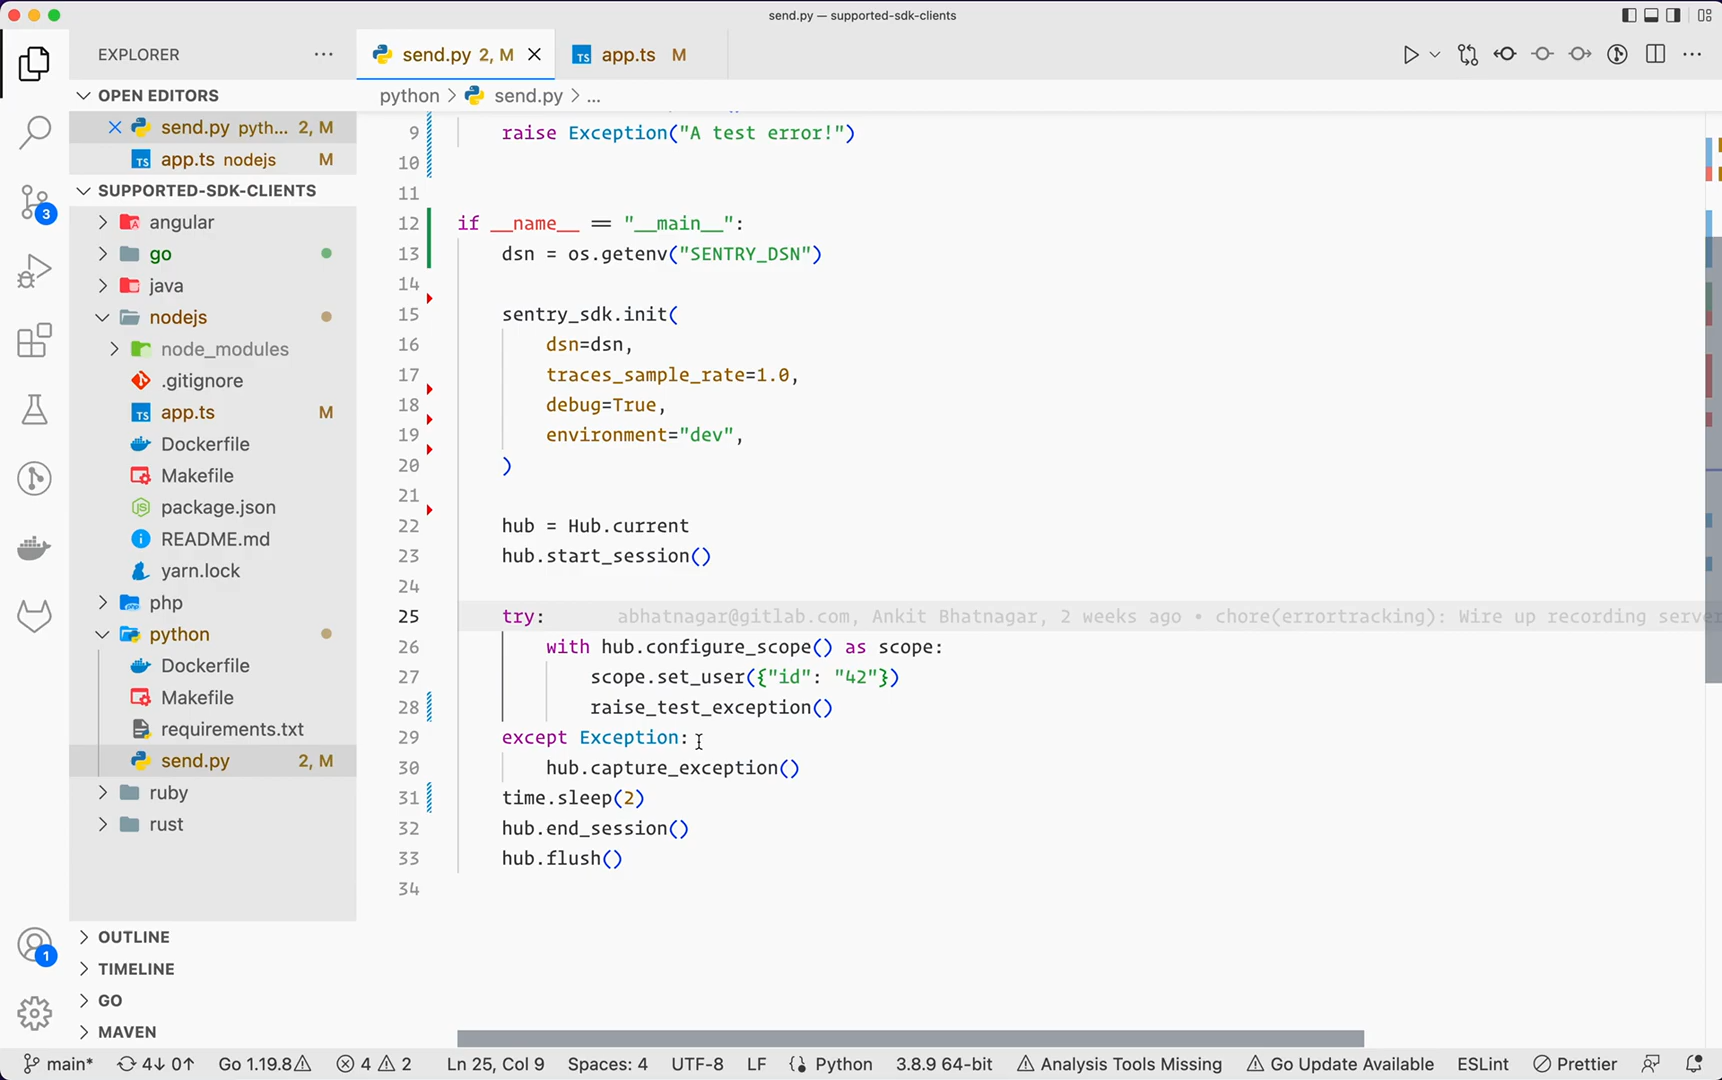 send.py — supported-sdk-clients
EXPLORER
send.py 2, M
app.ts M
OPEN EDITORS
python > send.py > ...
send.py pyth... 2, M
app.ts nodejs M
SUPPORTED-SDK-CLIENTS
angular
go
java
nodejs
node_modules
.gitignore
app.ts M
Dockerfile
Makefile
package.json
README.md
yarn.lock
php
python
Dockerfile
Makefile
requirements.txt
send.py 2, M
ruby
rust
OUTLINE
TIMELINE
GO
MAVEN
3
1
9 raise Exception("A test error!")
10
11
12 if __name__ == "__main__":
13 dsn = os.getenv("SENTRY_DSN")
14
15 sentry_sdk.init(
16 dsn=dsn,
17 traces_sample_rate=1.0,
18 debug=True,
19 environment="dev",
20 )
21
22 hub = Hub.current
23 hub.start_session()
24
25 try: abhatnagar@gitlab.com, Ankit Bhatnagar, 2 weeks ago • chore(errortracking): Wire up recording serve
26 with hub.configure_scope() as scope:
27 scope.set_user({"id": "42"})
28 raise_test_exception()
29 except Exception:
30 hub.capture_exception()
31 time.sleep(2)
32 hub.end_session()
33 hub.flush()
34
main* 4↓ 0↑ Go 1.19.8 4 2 Ln 25, Col 9 Spaces: 4 UTF-8 LF Python 3.8.9 64-bit Analysis Tools Missing Go Update Available ESLint Prettier